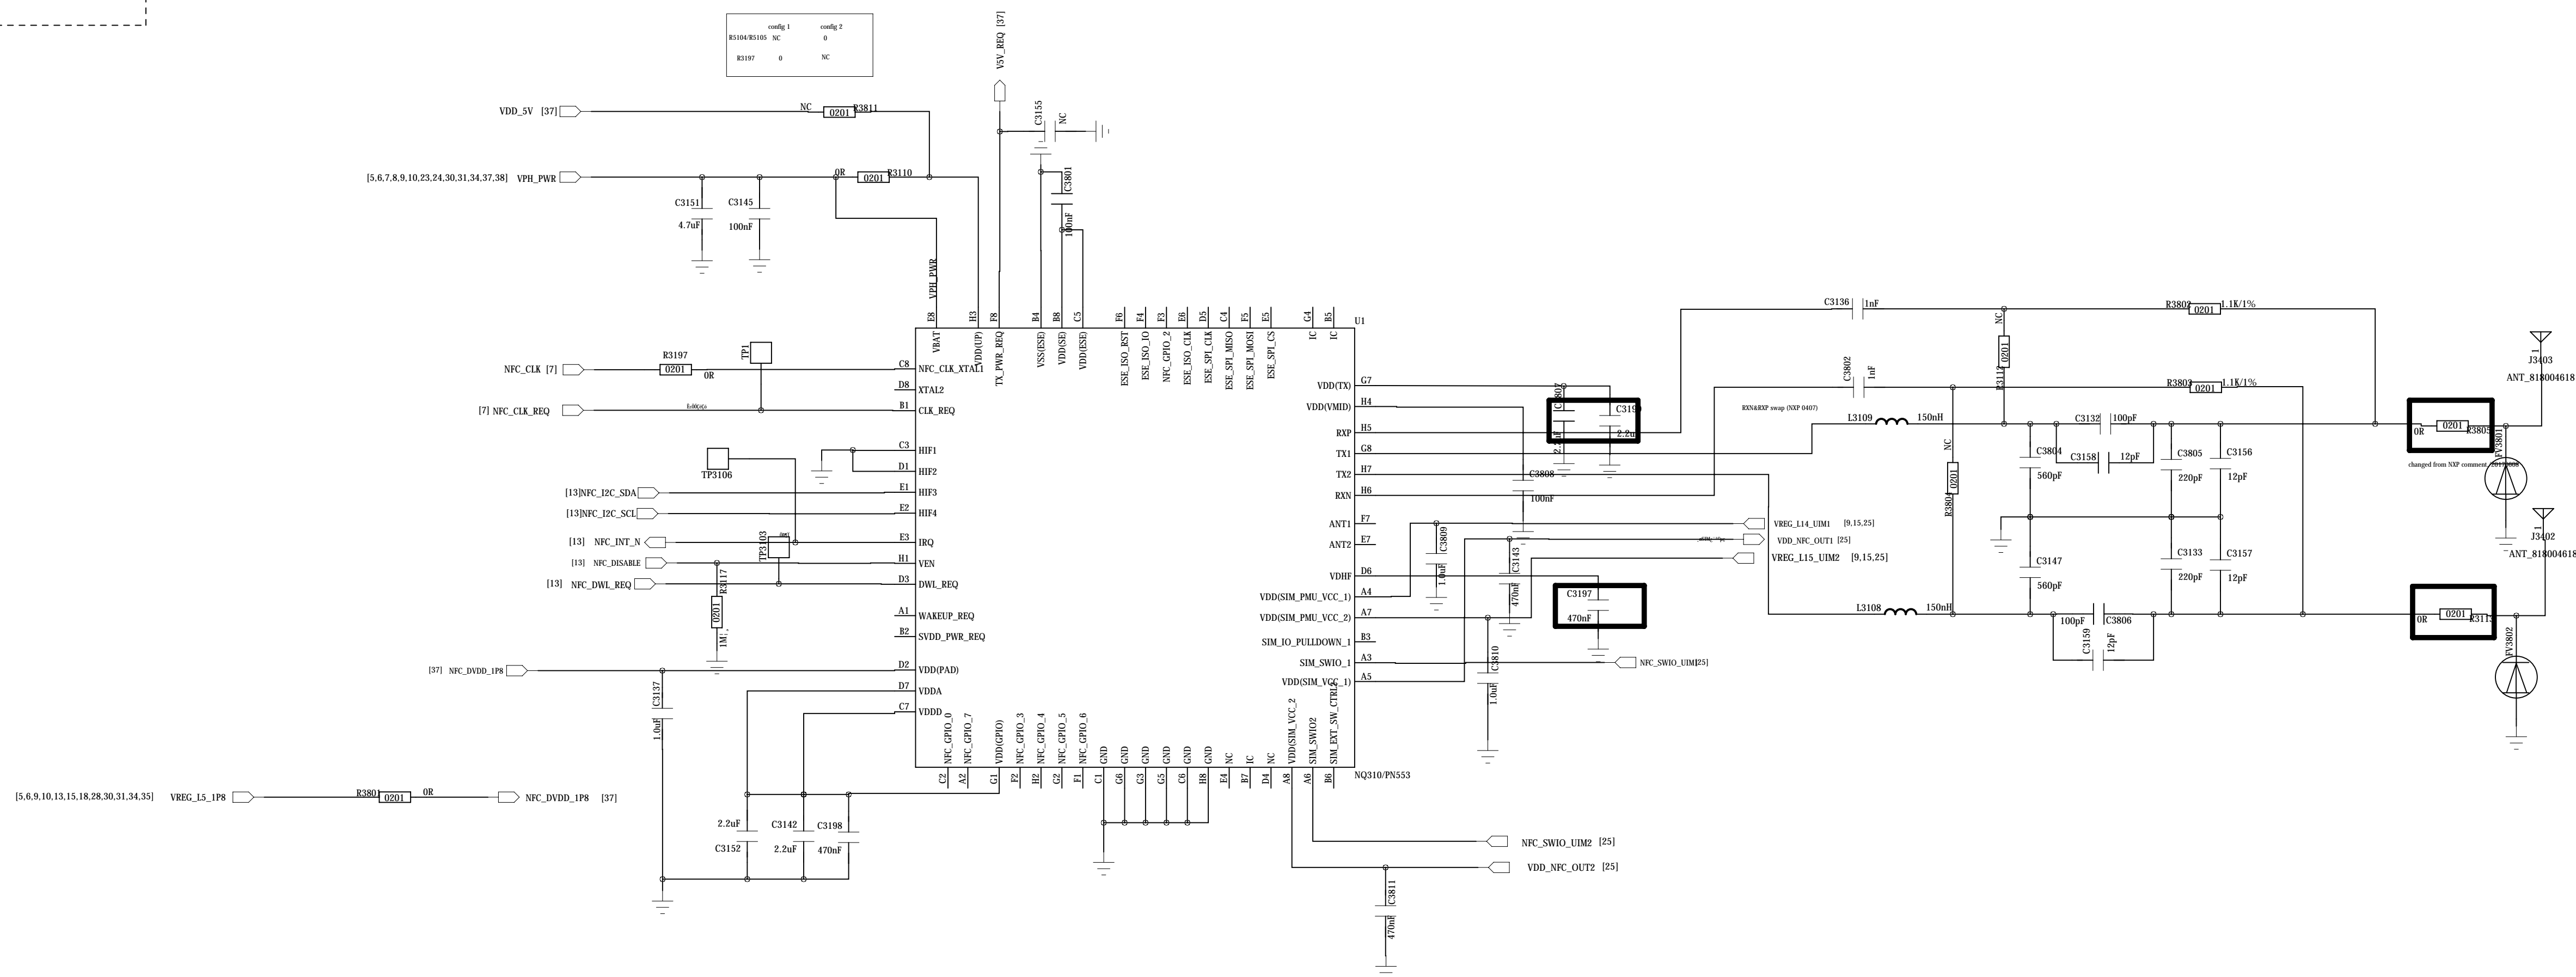 config 1 config 2
R5104/R5105 NC 0
R3197 0 NC
V5V_REQ [37]
VDD_5V [37]
NC
0201
R3811
C3155
NC
[5,6,7,8,9,10,23,24,30,31,34,37,38] VPH_PWR
0R
0201
R3110
C3801
100nF
C3151
4.7uF
C3145
100nF
VPH_PWR
E8
H3
F8
B4
B8
C5
F6
F4
F3
E6
D5
C4
F5
E5
G4
B5
U1
VBAT
VDD(UP)
TX_PWR_REQ
VSS(ESE)
VDD(SE)
VDD(ESE)
ESE_ISO_RST
ESE_ISO_IO
NFC_GPIO_2
ESE_ISO_CLK
ESE_SPI_CLK
ESE_SPI_MISO
ESE_SPI_MOSI
ESE_SPI_CS
IC
IC
TP1
R3197
NFC_CLK [7]
0201
0R
C8
NFC_CLK_XTAL1
D8
XTAL2
[7] NFC_CLK_REQ
B1
CLK_REQ
C3
HIF1
TP3106
D1
HIF2
[13]NFC_I2C_SDA
E1
HIF3
[13]NFC_I2C_SCL
E2
HIF4
TP3103
[13] NFC_INT_N
E3
IRQ
[13] NFC_DISABLE
H1
VEN
[13] NFC_DWL_REQ
D3
DWL_REQ
R3117
0201
A1
WAKEUP_REQ
B2
SVDD_PWR_REQ
[37] NFC_DVDD_1P8
D2
VDD(PAD)
D7
VDDA
C7
VDDD
C3137
1.0uF
NFC_GPIO_0
NFC_GPIO_7
VDD(GPIO)
NFC_GPIO_3
NFC_GPIO_4
NFC_GPIO_5
NFC_GPIO_6
GND
GND
GND
GND
GND
GND
NC
IC
NC
VDD(SIM_VCC_2
SIM_SWIO2
SIM_EXT_SW_CTRL2
C2
A2
G1
F2
H2
G2
F1
C1
G6
G3
G5
C6
H8
E4
B7
D4
A8
A6
B6
NQ310/PN553
[5,6,9,10,13,15,18,28,30,31,34,35] VREG_L5_1P8
R3801
0201
0R
NFC_DVDD_1P8 [37]
2.2uF
C3152
C3142
2.2uF
C3198
470nF
NFC_SWIO_UIM2 [25]
VDD_NFC_OUT2 [25]
C3811
470nF
VDD(TX)
G7
VDD(VMID)
H4
RXP
H5
TX1
G8
TX2
H7
RXN
H6
ANT1
F7
ANT2
E7
VDHF
D6
VDD(SIM_PMU_VCC_1)
A4
VDD(SIM_PMU_VCC_2)
A7
SIM_IO_PULLDOWN_1
B3
SIM_SWIO_1
A3
VDD(SIM_VCC_1)
A5
C3807
C3808
100nF
C3809
1.0uF
C3143
470nF
C3197
470nF
C3810
1.0uF
VREG_L14_UIM1 [9,15,25]
VDD_NFC_OUT1 [25]
VREG_L15_UIM2 [9,15,25]
NFC_SWIO_UIM1[25]
C3136 1nF
C3802
1nF
RXN&RXP swap (NXP 0407)
NC
0201
R3112
NC
0201
R3804
R3802
0201
1.1K/1%
R3803
0201
1.1K/1%
L3109 150nH
C3132 100pF
C3158 12pF
C3804
560pF
C3805
220pF
C3156
12pF
C3147
560pF
C3133
220pF
C3157
12pF
L3108 150nH
100pF C3806
C3159
12pF
0R
0201
R3805
FV3801
0R
0201
FV3802
1
J3403
ANT_818004618
1
J3402
ANT_818004618